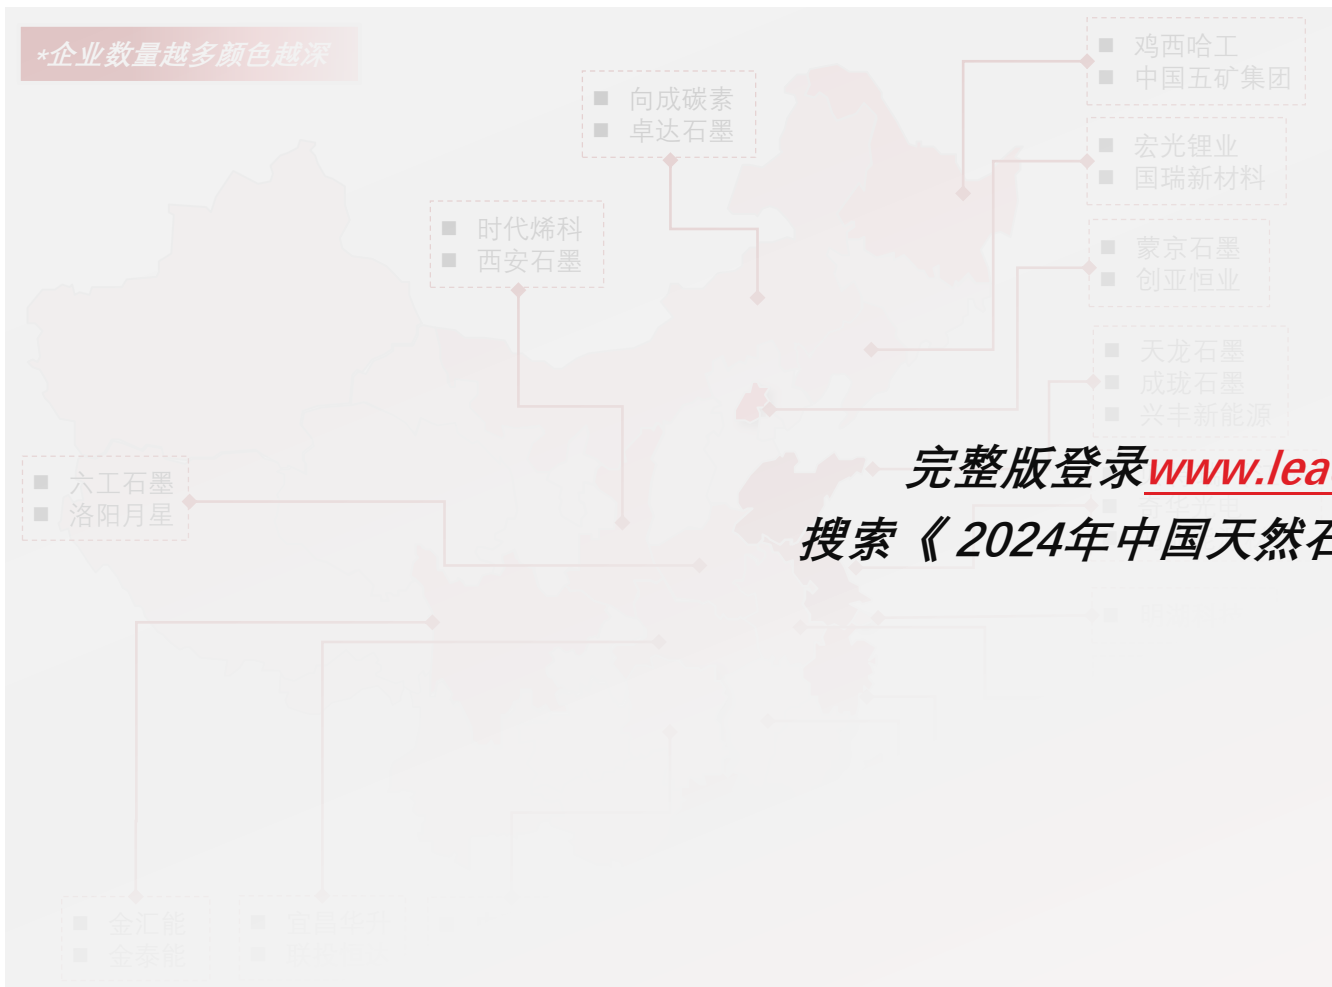 *企业数量越多颜色越深
鸡西哈工
中国五矿集团
向成碳素
卓达石墨
宏光锂业
国瑞新材料
时代烯科
西安石墨
蒙京石墨
创亚恒业
天龙石墨
成珑石墨
兴丰新能源
完整版登录www.lea
六工石墨
洛阳月星
搜索《 2024年中国天然石
金汇能
金泰能
宜昌华升